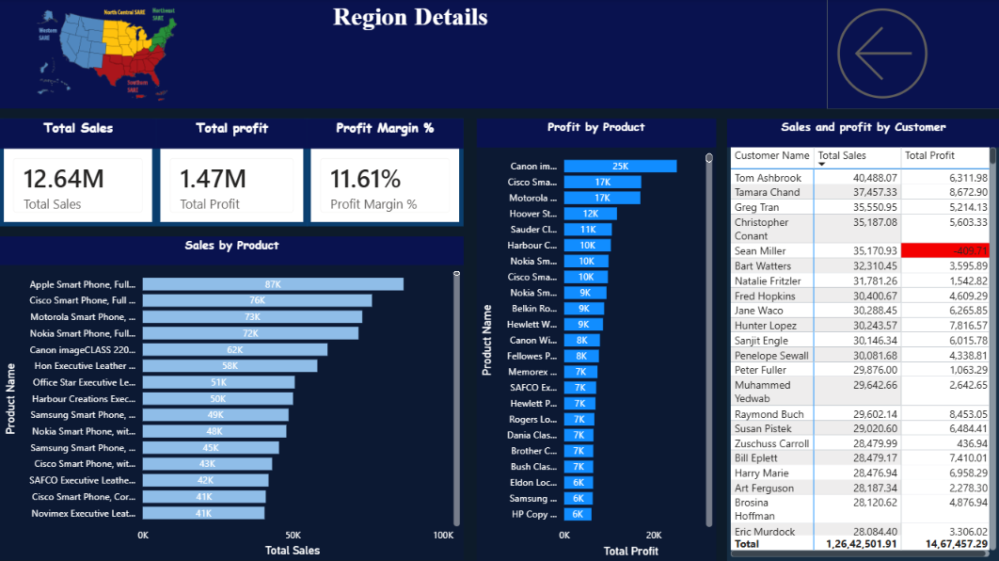 Region Details
North Central SARE
Northeast
SARE
Western
SARE
Southern
SARE
Total Sales
12.64M
Total Sales
Total profit
1.47M
Total Profit
Profit Margin %
11.61%
Profit Margin %
Sales by Product
Product Name
Apple Smart Phone, Full... 87K
Cisco Smart Phone, Full ... 76K
Motorola Smart Phone, ... 73K
Nokia Smart Phone, Full... 72K
Canon imageCLASS 220... 62K
Hon Executive Leather ... 58K
Office Star Executive Le... 51K
Harbour Creations Exec... 50K
Samsung Smart Phone, ... 49K
Nokia Smart Phone, wit... 48K
Samsung Smart Phone, ... 45K
Cisco Smart Phone, wit... 43K
SAFCO Executive Leathe... 42K
Cisco Smart Phone, Cor... 41K
Novimex Executive Leat... 41K
0K 50K 100K
Total Sales
Profit by Product
Product Name
Canon im... 25K
Cisco Sma... 17K
Motorola ... 17K
Hoover St... 12K
Sauder Cl... 11K
Harbour C... 10K
Nokia Sm... 10K
Cisco Sma... 10K
Nokia Sm... 9K
Belkin Ro... 9K
Hewlett W... 9K
Canon Wi... 8K
Fellowes P... 8K
Memorex ... 7K
SAFCO Ex... 7K
Hewlett P... 7K
Rogers Lo... 7K
Dania Clas... 7K
Brother C... 7K
Bush Clas... 7K
Eldon Loc... 6K
Samsung ... 6K
HP Copy ... 6K
0K 20K
Total Profit
Sales and profit by Customer
Customer Name Total Sales Total Profit
Tom Ashbrook 40,488.07 6,311.98
Tamara Chand 37,457.33 8,672.90
Greg Tran 35,550.95 5,214.13
Christopher 35,187.08 5,603.33
Conant
Sean Miller 35,170.93 -409.71
Bart Watters 32,310.45 3,595.89
Natalie Fritzler 31,781.26 1,542.82
Fred Hopkins 30,400.67 4,609.29
Jane Waco 30,288.45 6,265.85
Hunter Lopez 30,243.57 7,816.57
Sanjit Engle 30,146.34 6,015.78
Penelope Sewall 30,081.68 4,338.81
Peter Fuller 29,876.00 1,063.29
Muhammed 29,642.66 2,642.65
Yedwab
Raymond Buch 29,602.14 8,453.05
Susan Pistek 29,020.60 6,484.41
Zuschuss Carroll 28,479.99 436.94
Bill Eplett 28,479.17 7,410.01
Harry Marie 28,476.94 6,958.29
Art Ferguson 28,187.34 2,278.30
Brosina 28,120.62 4,876.94
Hoffman
Eric Murdock 28,084.40 3,306.02
Total 1,26,42,501.91 14,67,457.29